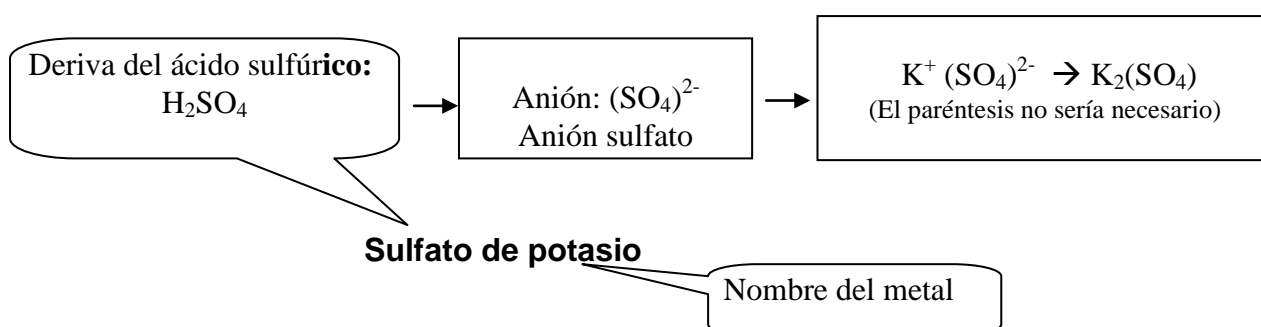 Deriva del ácido sulfúrico:
H₂SO₄
Anión: (SO₄)²⁻
Anión sulfato
K⁺ (SO₄)²⁻ → K₂(SO₄)
(El paréntesis no sería necesario)
Sulfato de potasio
Nombre del metal